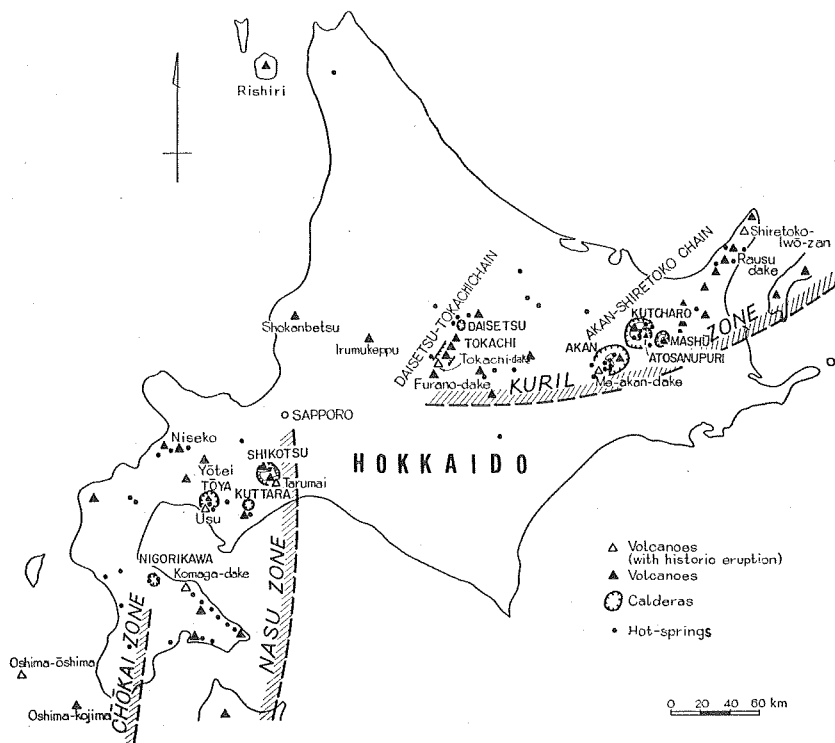 Rishiri
Shiretoko-
Iwō-zan
Rausu
dake
AKAN-SHIRETOKO CHAIN
DAISETSU-TOKACHI CHAIN
KUTCHARO
ZONE
Shokanbetsu
Irumukeppu
DAISETSU
TOKACHI
Tokachi-dake
Furano-dake
AKAN
MASHŪ
ATOSANUPURI
KURIL
Me-akan-dake
SAPPORO
Niseko
Yōtei
TŌYA
Usu
SHIKOTSU
Tarumai
KUTTARA
HOKKAIDO
NIGORIKAWA
Komaga-dake
NASU ZONE
CHŌKAI ZONE
Oshima-ōshima
Oshima-kojima
Volcanoes
(with historic eruption)
Volcanoes
Calderas
Hot-springs
0 20 40 60 km